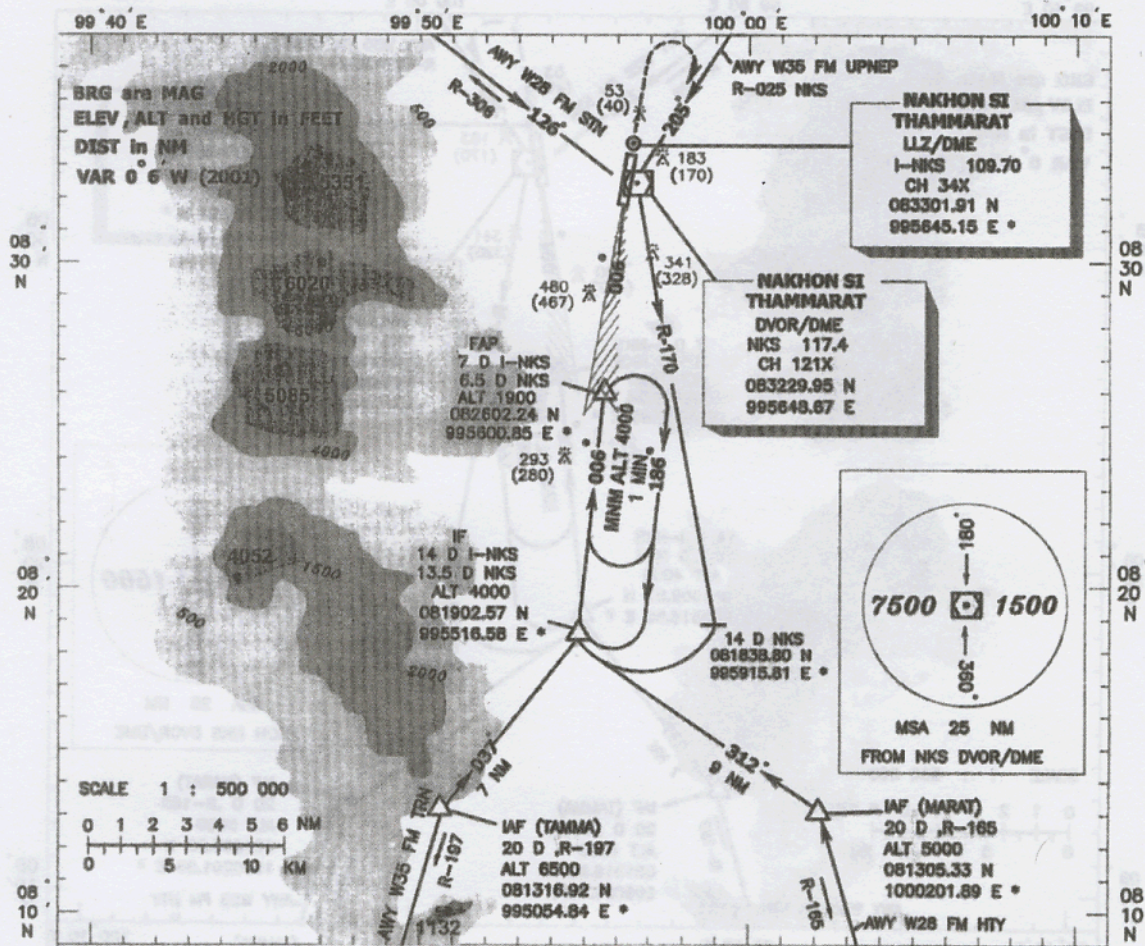 99 40´E
99 50´E
100 00´E
100 10´E
BRG are MAG
ELEV, ALT and HGT in FEET
DIST in NM
VAR 0°6´W (2001)
2000
500
AWY W28 FM STN
R-306
126°
53
(40)
205°
AWY W35 FM UPNEP
R-025 NKS
NAKHON SI
THAMMARAT
LLZ/DME
I-NKS 109.70
CH 34X
083301.91 N
995645.15 E *
183
(170)
08°
30´
N
30´
6020
480
(467)
006°
341
(328)
R-170
NAKHON SI
THAMMARAT
DVOR/DME
NKS 117.4
CH 121X
083229.95 N
995648.67 E
5085
4000
FAP
7 D I-NKS
6.5 D NKS
ALT 1900
082602.24 N
995600.85 E *
293
(280)
006°
MNM ALT 4000
1 MIN
186°
4052
1500
500
2000
IF
14 D I-NKS
13.5 D NKS
ALT 4000
081902.57 N
995516.58 E *
14 D NKS
081838.80 N
995915.81 E *
7500
180°
360°
1500
MSA 25 NM
FROM NKS DVOR/DME
08°
20´
N
08°
20´
N
SCALE 1 : 500 000
0 1 2 3 4 5 6 NM
0 5 10 KM
037°
7 NM
312°
9 NM
AWY W35 FM TRN
R-197
IAF (TAMMA)
20 D ,R-197
ALT 6500
081316.92 N
995054.84 E *
IAF (MARAT)
20 D ,R-165
ALT 5000
081305.33 N
1000201.89 E *
R-165
AWY W28 FM HTY
1132
08°
10´
N
08°
10´
N